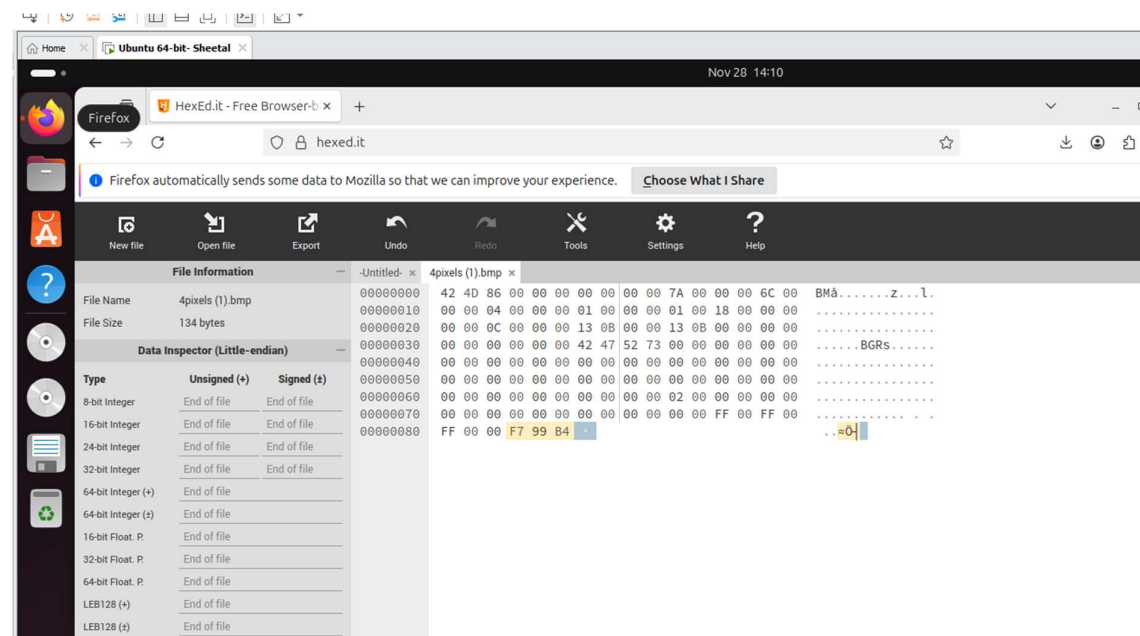 Home
Ubuntu 64-bit- Sheetal
Nov 28 14:10
HexEd.it - Free Browser-b
Firefox
hexed.it
Firefox automatically sends some data to Mozilla so that we can improve your experience. Choose What I Share
New file Open file Export Undo Redo Tools Settings Help
File Information
-Untitled- 4pixels (1).bmp
File Name 4pixels (1).bmp
File Size 134 bytes
Data Inspector (Little-endian)
Type Unsigned (+) Signed (±)
8-bit Integer End of file End of file
16-bit Integer End of file End of file
24-bit Integer End of file End of file
32-bit Integer End of file End of file
64-bit Integer (+) End of file
64-bit Integer (±) End of file
16-bit Float. P. End of file
32-bit Float. P. End of file
64-bit Float. P. End of file
LEB128 (+) End of file
LEB128 (±) End of file
00000000 42 4D 86 00 00 00 00 00 00 00 7A 00 00 00 6C 00 BMå.......z...l.
00000010 00 00 04 00 00 00 01 00 00 00 01 00 18 00 00 00 ................
00000020 00 00 0C 00 00 00 13 0B 00 00 13 0B 00 00 00 00 ................
00000030 00 00 00 00 00 00 42 47 52 73 00 00 00 00 00 00 ......BGRs......
00000040 00 00 00 00 00 00 00 00 00 00 00 00 00 00 00 00 ................
00000050 00 00 00 00 00 00 00 00 00 00 00 00 00 00 00 00 ................
00000060 00 00 00 00 00 00 00 00 00 00 02 00 00 00 00 00 ................
00000070 00 00 00 00 00 00 00 00 00 00 00 00 FF 00 FF 00 ............ . .
00000080 FF 00 00 F7 99 B4 ..≈Ö┤